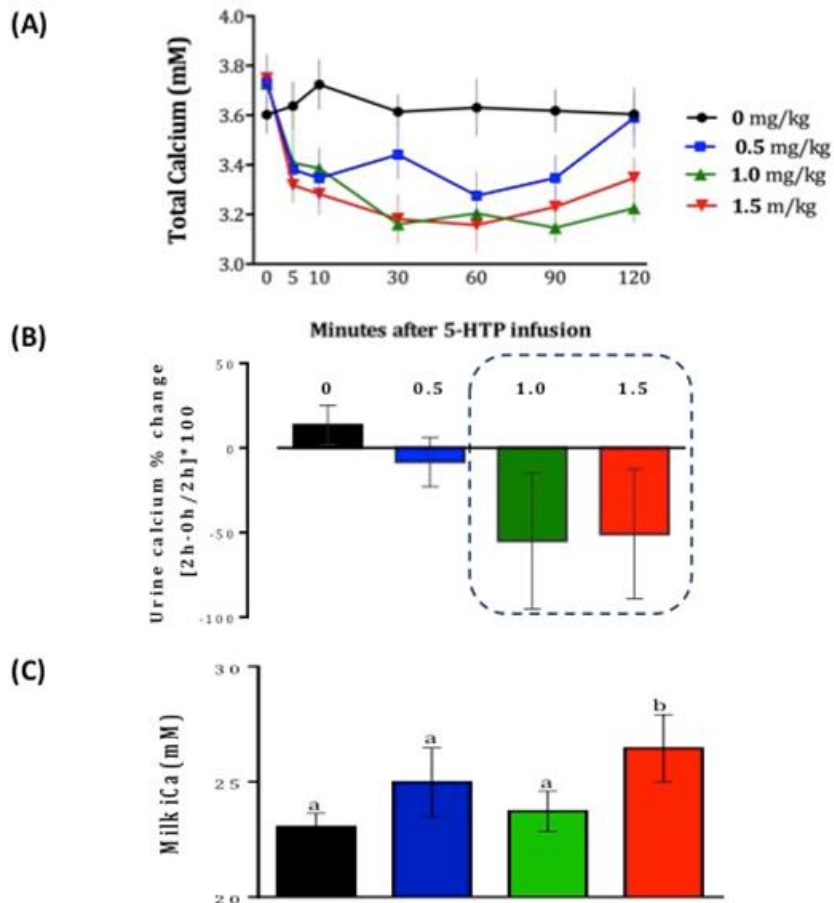 (A)
Total Calcium (mM)
4.0
3.8
3.6
3.4
3.2
3.0
0 5 10 30 60 90 120
0 mg/kg
0.5 mg/kg
1.0 mg/kg
1.5 m/kg
Minutes after 5-HTP infusion
(B)
Urine calcium % change
[2h-0h/2h]*100
50
0
-50
-100
0 0.5 1.0 1.5
(C)
Milk iCa (mM)
30
25
20
a a a b